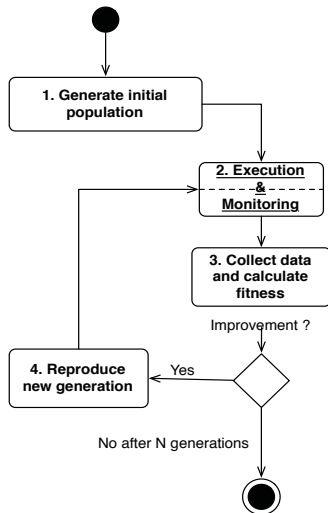 1. Generate initial
population
2. Execution
&
Monitoring
3. Collect data
and calculate
fitness
Improvement ?
Yes
4. Reproduce
new generation
No after N generations